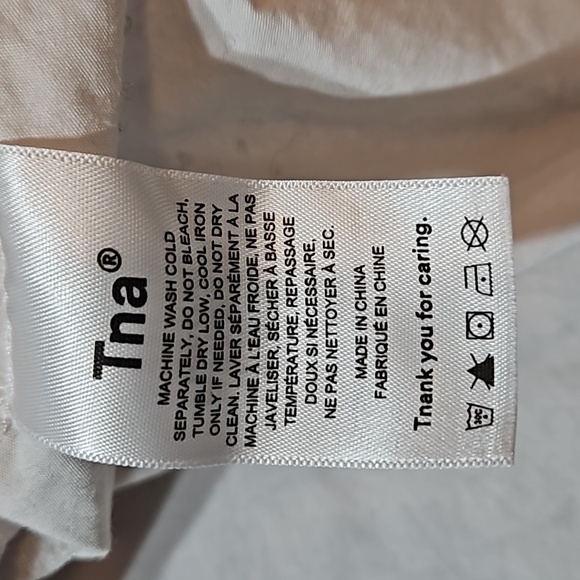 Tna®
MACHINE WASH COLD
SEPARATELY, DO NOT BLEACH,
TUMBLE DRY LOW, COOL IRON
ONLY IF NEEDED, DO NOT DRY
CLEAN. LAVER SÉPARÉMENT À LA
MACHINE À L'EAU FROIDE, NE PAS
JAVELISER, SÉCHER À BASSE
TEMPÉRATURE, REPASSAGE
DOUX SI NÉCESSAIRE,
NE PAS NETTOYER À SEC.
MADE IN CHINA
FABRIQUÉ EN CHINE
Tnank you for caring.
30C